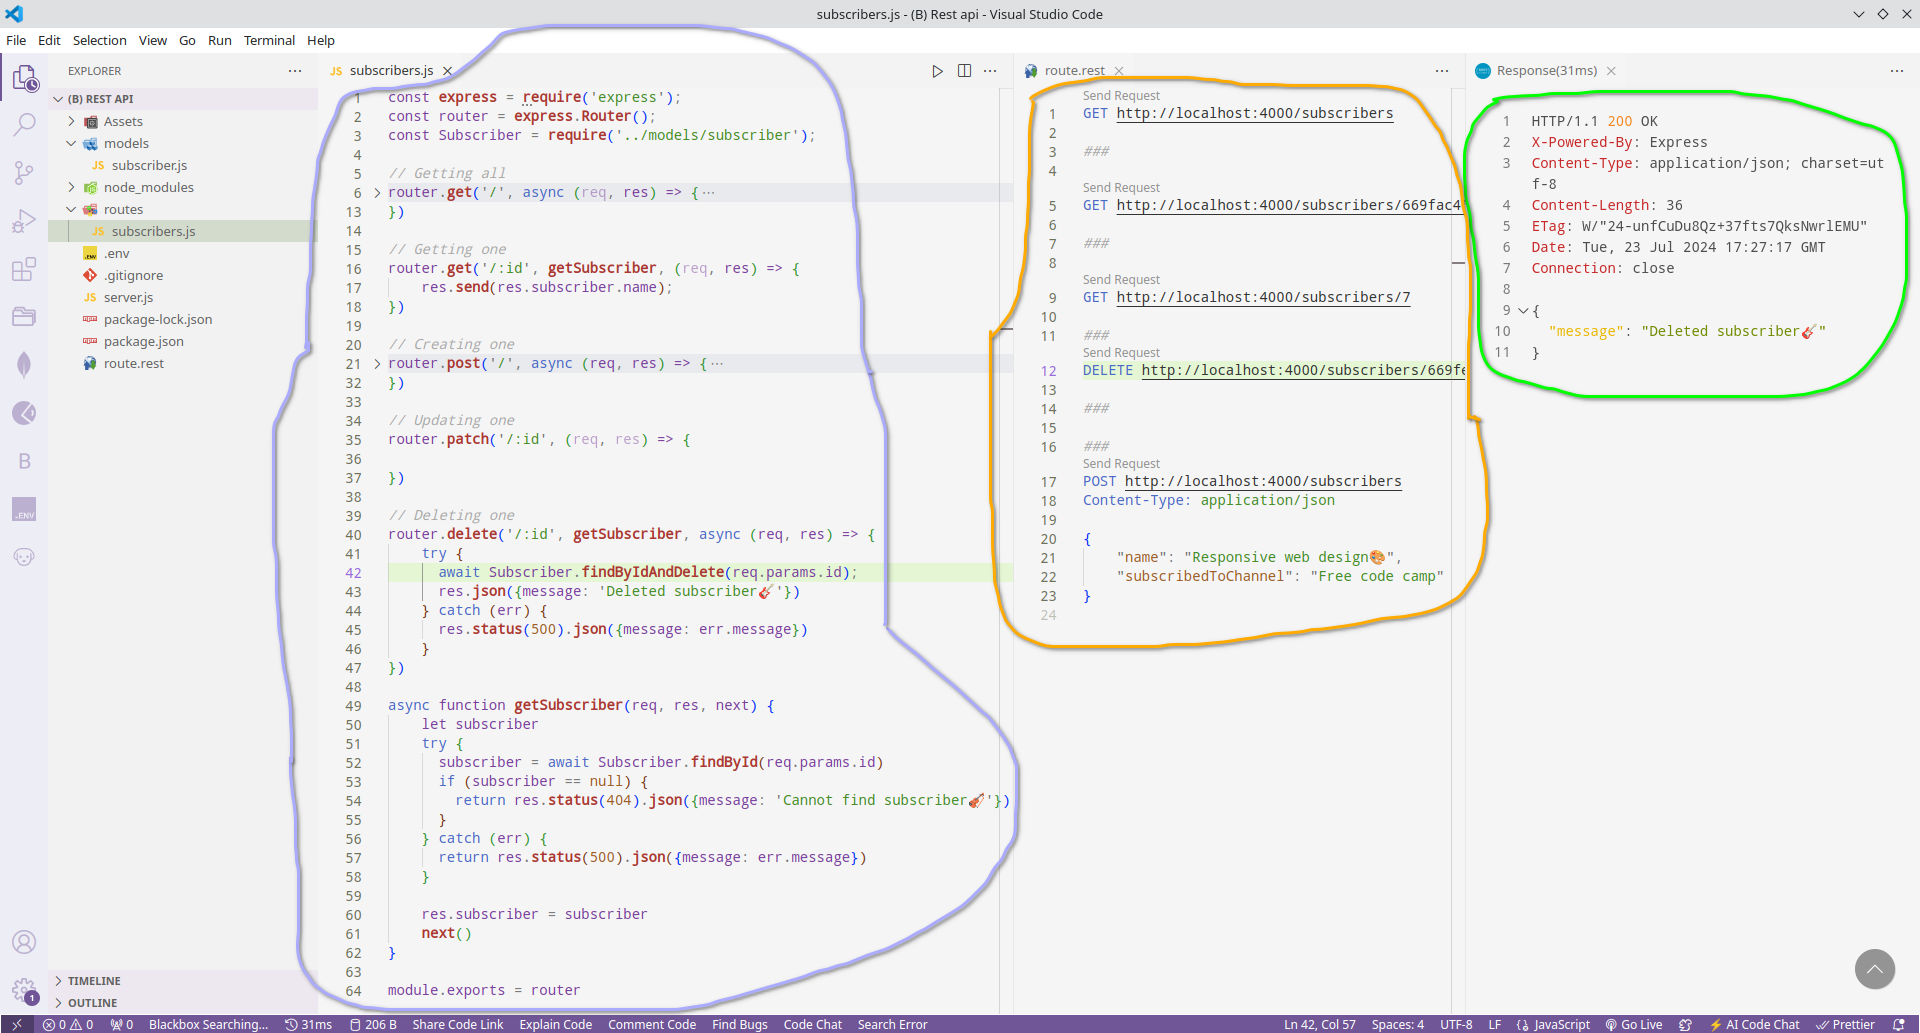 subscribers.js - (B) Rest api - Visual Studio Code
File Edit Selection View Go Run Terminal Help
EXPLORER
(B) REST API
Assets
models
JS subscriber.js
node_modules
routes
JS subscribers.js
.env
.gitignore
JS server.js
package-lock.json
package.json
route.rest
TIMELINE
OUTLINE
JS subscribers.js
1 const express = require('express');
2 const router = express.Router();
3 const Subscriber = require('../models/subscriber');
4
5 // Getting all
6 router.get('/', async (req, res) => {⋯
13 })
14
15 // Getting one
16 router.get('/:id', getSubscriber, (req, res) => {
17 res.send(res.subscriber.name);
18 })
19
20 // Creating one
21 router.post('/', async (req, res) => {⋯
32 })
33
34 // Updating one
35 router.patch('/:id', (req, res) => {
36
37 })
38
39 // Deleting one
40 router.delete('/:id', getSubscriber, async (req, res) => {
41 try {
42 await Subscriber.findByIdAndDelete(req.params.id);
43 res.json({message: 'Deleted subscriber🎸'})
44 } catch (err) {
45 res.status(500).json({message: err.message})
46 }
47 })
48
49 async function getSubscriber(req, res, next) {
50 let subscriber
51 try {
52 subscriber = await Subscriber.findById(req.params.id)
53 if (subscriber == null) {
54 return res.status(404).json({message: 'Cannot find subscriber🎻'})
55 }
56 } catch (err) {
57 return res.status(500).json({message: err.message})
58 }
59
60 res.subscriber = subscriber
61 next()
62 }
63
64 module.exports = router
route.rest
Send Request
1 GET http://localhost:4000/subscribers
2
3 ###
4
Send Request
5 GET http://localhost:4000/subscribers/669fac4
6
7 ###
8
Send Request
9 GET http://localhost:4000/subscribers/7
10
11 ###
Send Request
12 DELETE http://localhost:4000/subscribers/669fe
13
14 ###
15
16 ###
Send Request
17 POST http://localhost:4000/subscribers
18 Content-Type: application/json
19
20 {
21 "name": "Responsive web design🎨",
22 "subscribedToChannel": "Free code camp"
23 }
24
Response(31ms)
1 HTTP/1.1 200 OK
2 X-Powered-By: Express
3 Content-Type: application/json; charset=ut
f-8
4 Content-Length: 36
5 ETag: W/"24-unfCuDu8Qz+37fts7QksNwrlEMU"
6 Date: Tue, 23 Jul 2024 17:27:17 GMT
7 Connection: close
8
9 {
10 "message": "Deleted subscriber🎸"
11 }
B
.ENV
1
0 0 0 Blackbox Searching... 31ms 206 B Share Code Link Explain Code Comment Code Find Bugs Code Chat Search Error Ln 42, Col 57 Spaces: 4 UTF-8 LF JavaScript Go Live AI Code Chat Prettier